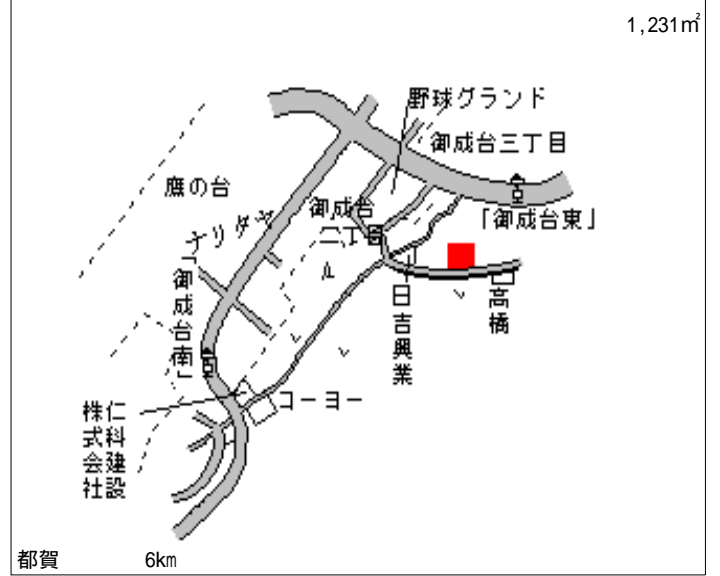 1,231㎡
野球グランド
御成台三丁目
鷹の台
御成台
二丁目
ナリタヤ
「御成台東」
「御成台南」
日吉興業
高橋
コーヨー
株式会社
仁科建設
都賀 6km